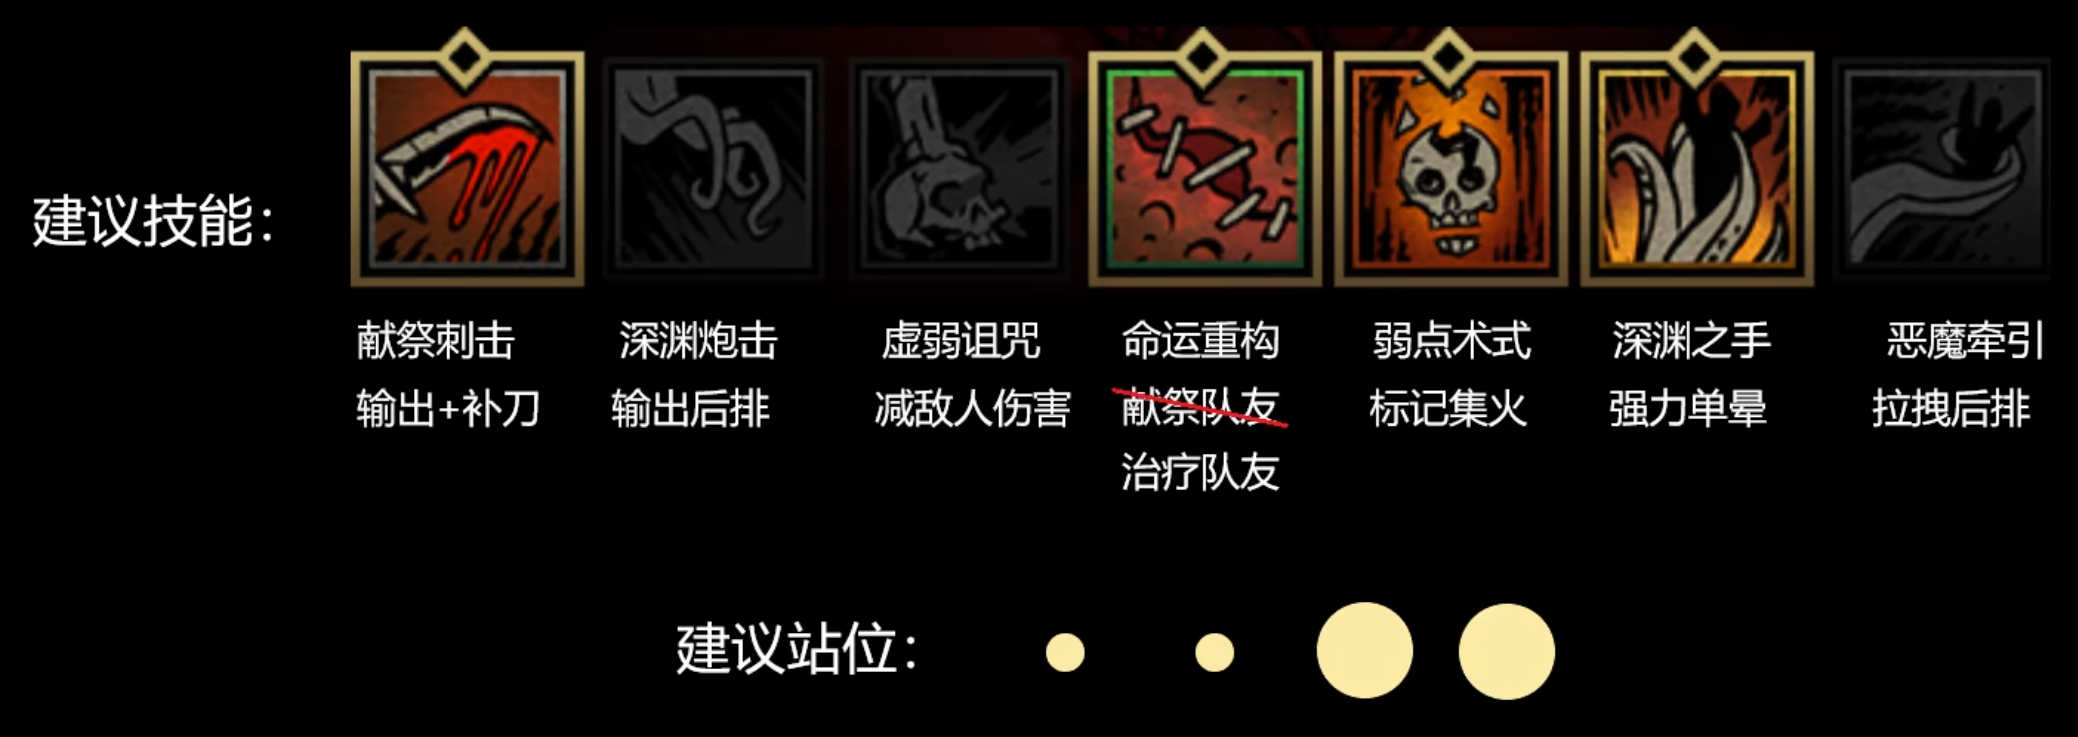 建议技能：
献祭刺击 深渊炮击 虚弱诅咒 命运重构 弱点术式 深渊之手 恶魔牵引
输出+补刀 输出后排 减敌人伤害 献祭队友 标记集火 强力单晕 拉拽后排
治疗队友
建议站位：